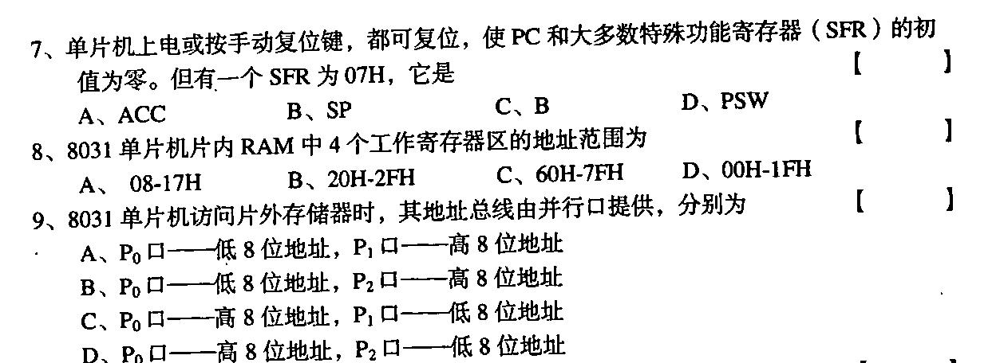 7、单片机上电或按手动复位键，都可复位，使 PC 和大多数特殊功能寄存器（SFR）的初
值为零。但有一个 SFR 为 07H，它是 【 】
A、ACC B、SP C、B D、PSW
8、8031 单片机片内 RAM 中 4 个工作寄存器区的地址范围为 【 】
A、 08-17H B、20H-2FH C、60H-7FH D、00H-1FH
9、8031 单片机访问片外存储器时，其地址总线由并行口提供，分别为 【 】
A、P₀ 口——低 8 位地址，P₁ 口——高 8 位地址
B、P₀ 口——低 8 位地址，P₂ 口——高 8 位地址
C、P₀ 口——高 8 位地址，P₁ 口——低 8 位地址
D、P₀ 口——高 8 位地址，P₂ 口——低 8 位地址